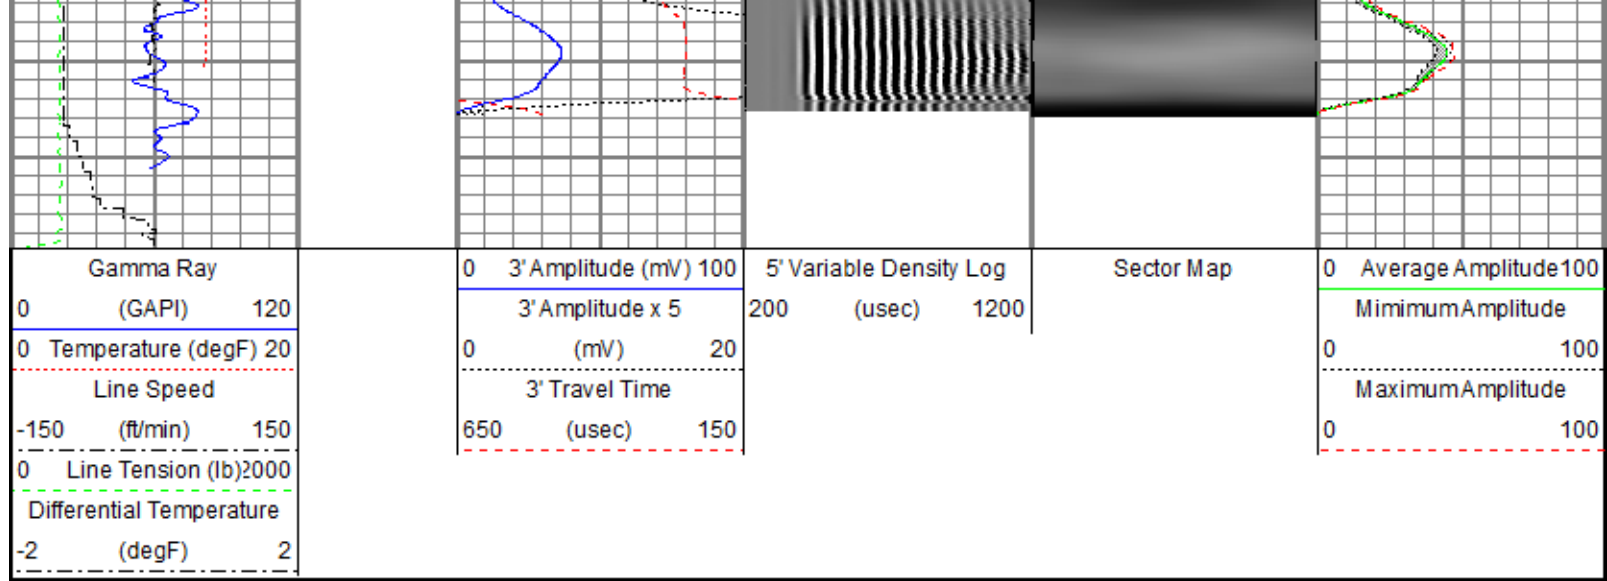 Gamma Ray
0 (GAPI) 120
0 Temperature (degF) 20
Line Speed
-150 (ft/min) 150
0 Line Tension (lb) 2000
Differential Temperature
-2 (degF) 2
0 3' Amplitude (mV) 100
3' Amplitude x 5
0 (mV) 20
3' Travel Time
650 (usec) 150
5' Variable Density Log
200 (usec) 1200
Sector Map
0 Average Amplitude 100
Mimimum Amplitude
0 100
Maximum Amplitude
0 100